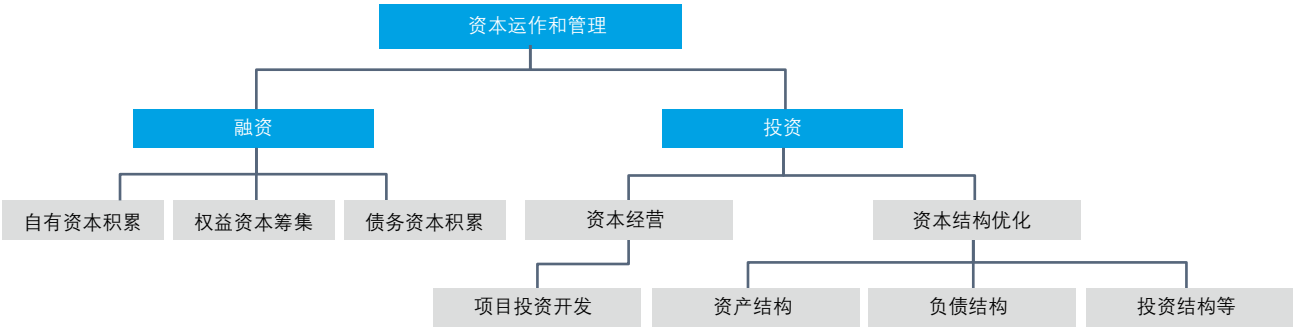 资本运作和管理
融资
投资
自有资本积累
权益资本筹集
债务资本积累
资本经营
资本结构优化
项目投资开发
资产结构
负债结构
投资结构等